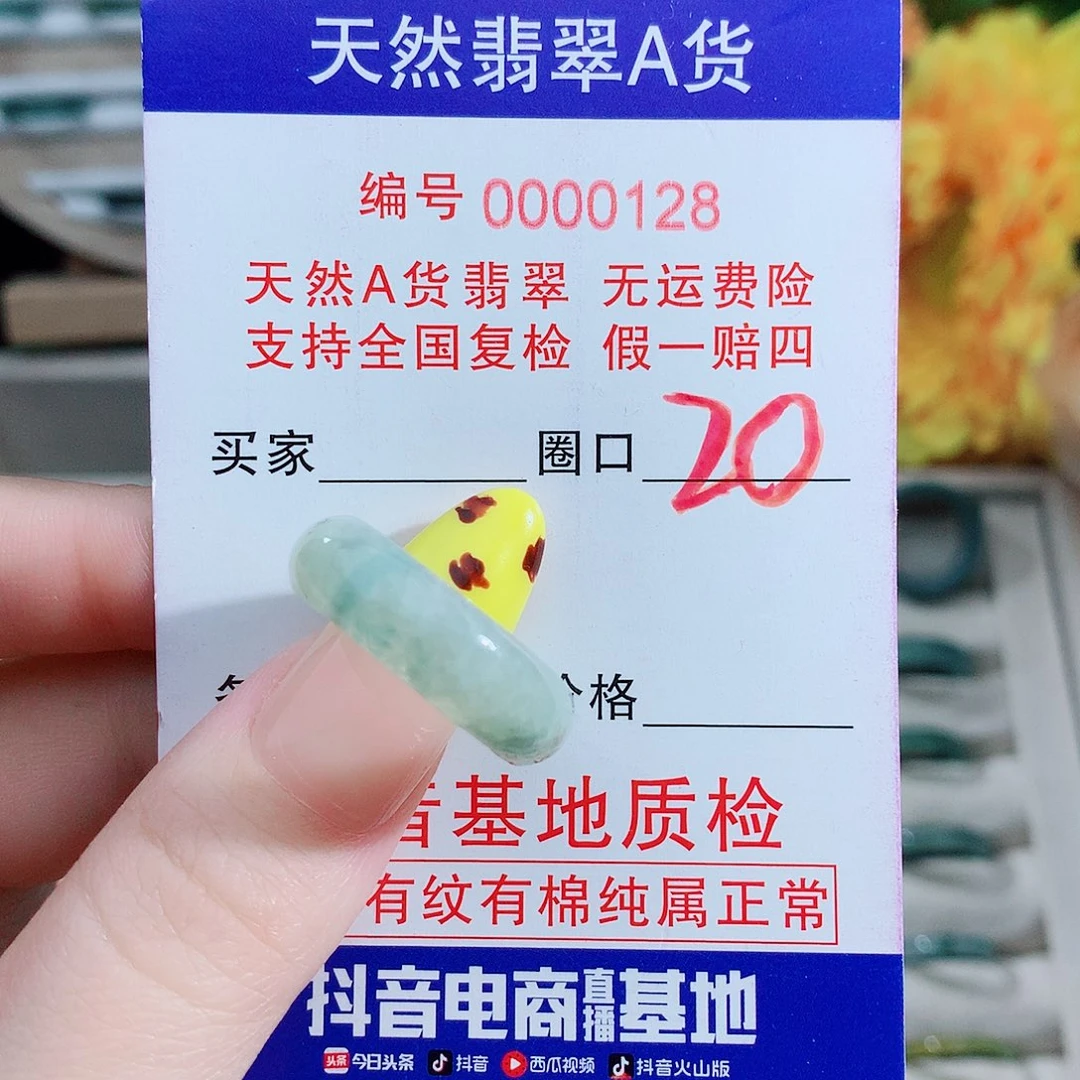 天然翡翠A货
编号 0000128
天然A货翡翠 无运费险
支持全国复检 假一赔四
买家 圈口 20
格
基地质检
有纹有棉纯属正常
抖音电商直播基地
头条 今日头条 抖音 西瓜视频 抖音火山版